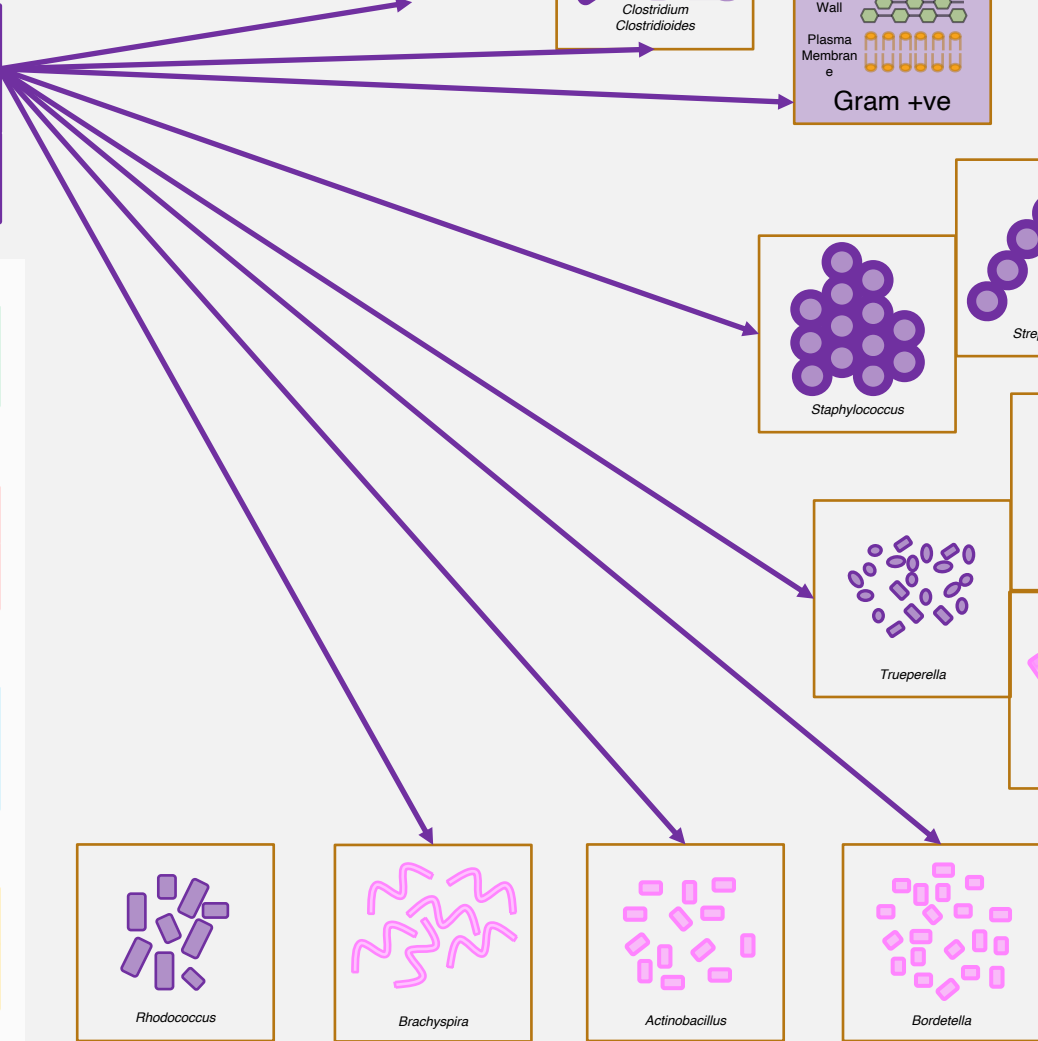 Clostridium
Clostridioides
Wall
Plasma
Membran
e
Gram +ve
Staphylococcus
Trueperella
Rhodococcus
Brachyspira
Actinobacillus
Bordetella